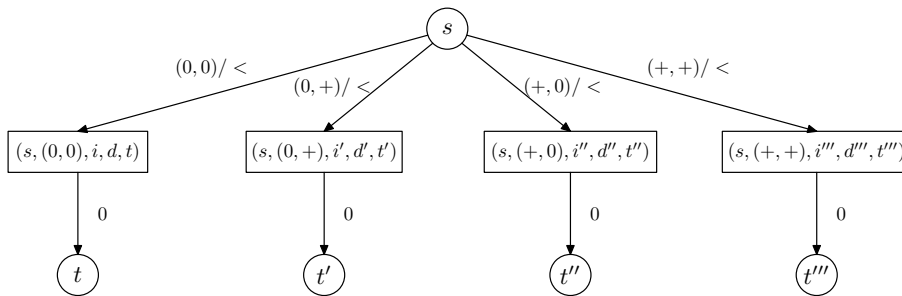 s
(0, 0)/ <
(0, +)/ <
(+, 0)/ <
(+, +)/ <
(s, (0, 0), i, d, t)
(s, (0, +), i′, d′, t′)
(s, (+, 0), i″, d″, t″)
(s, (+, +), i‴, d‴, t‴)
0
0
0
0
t
t′
t″
t‴